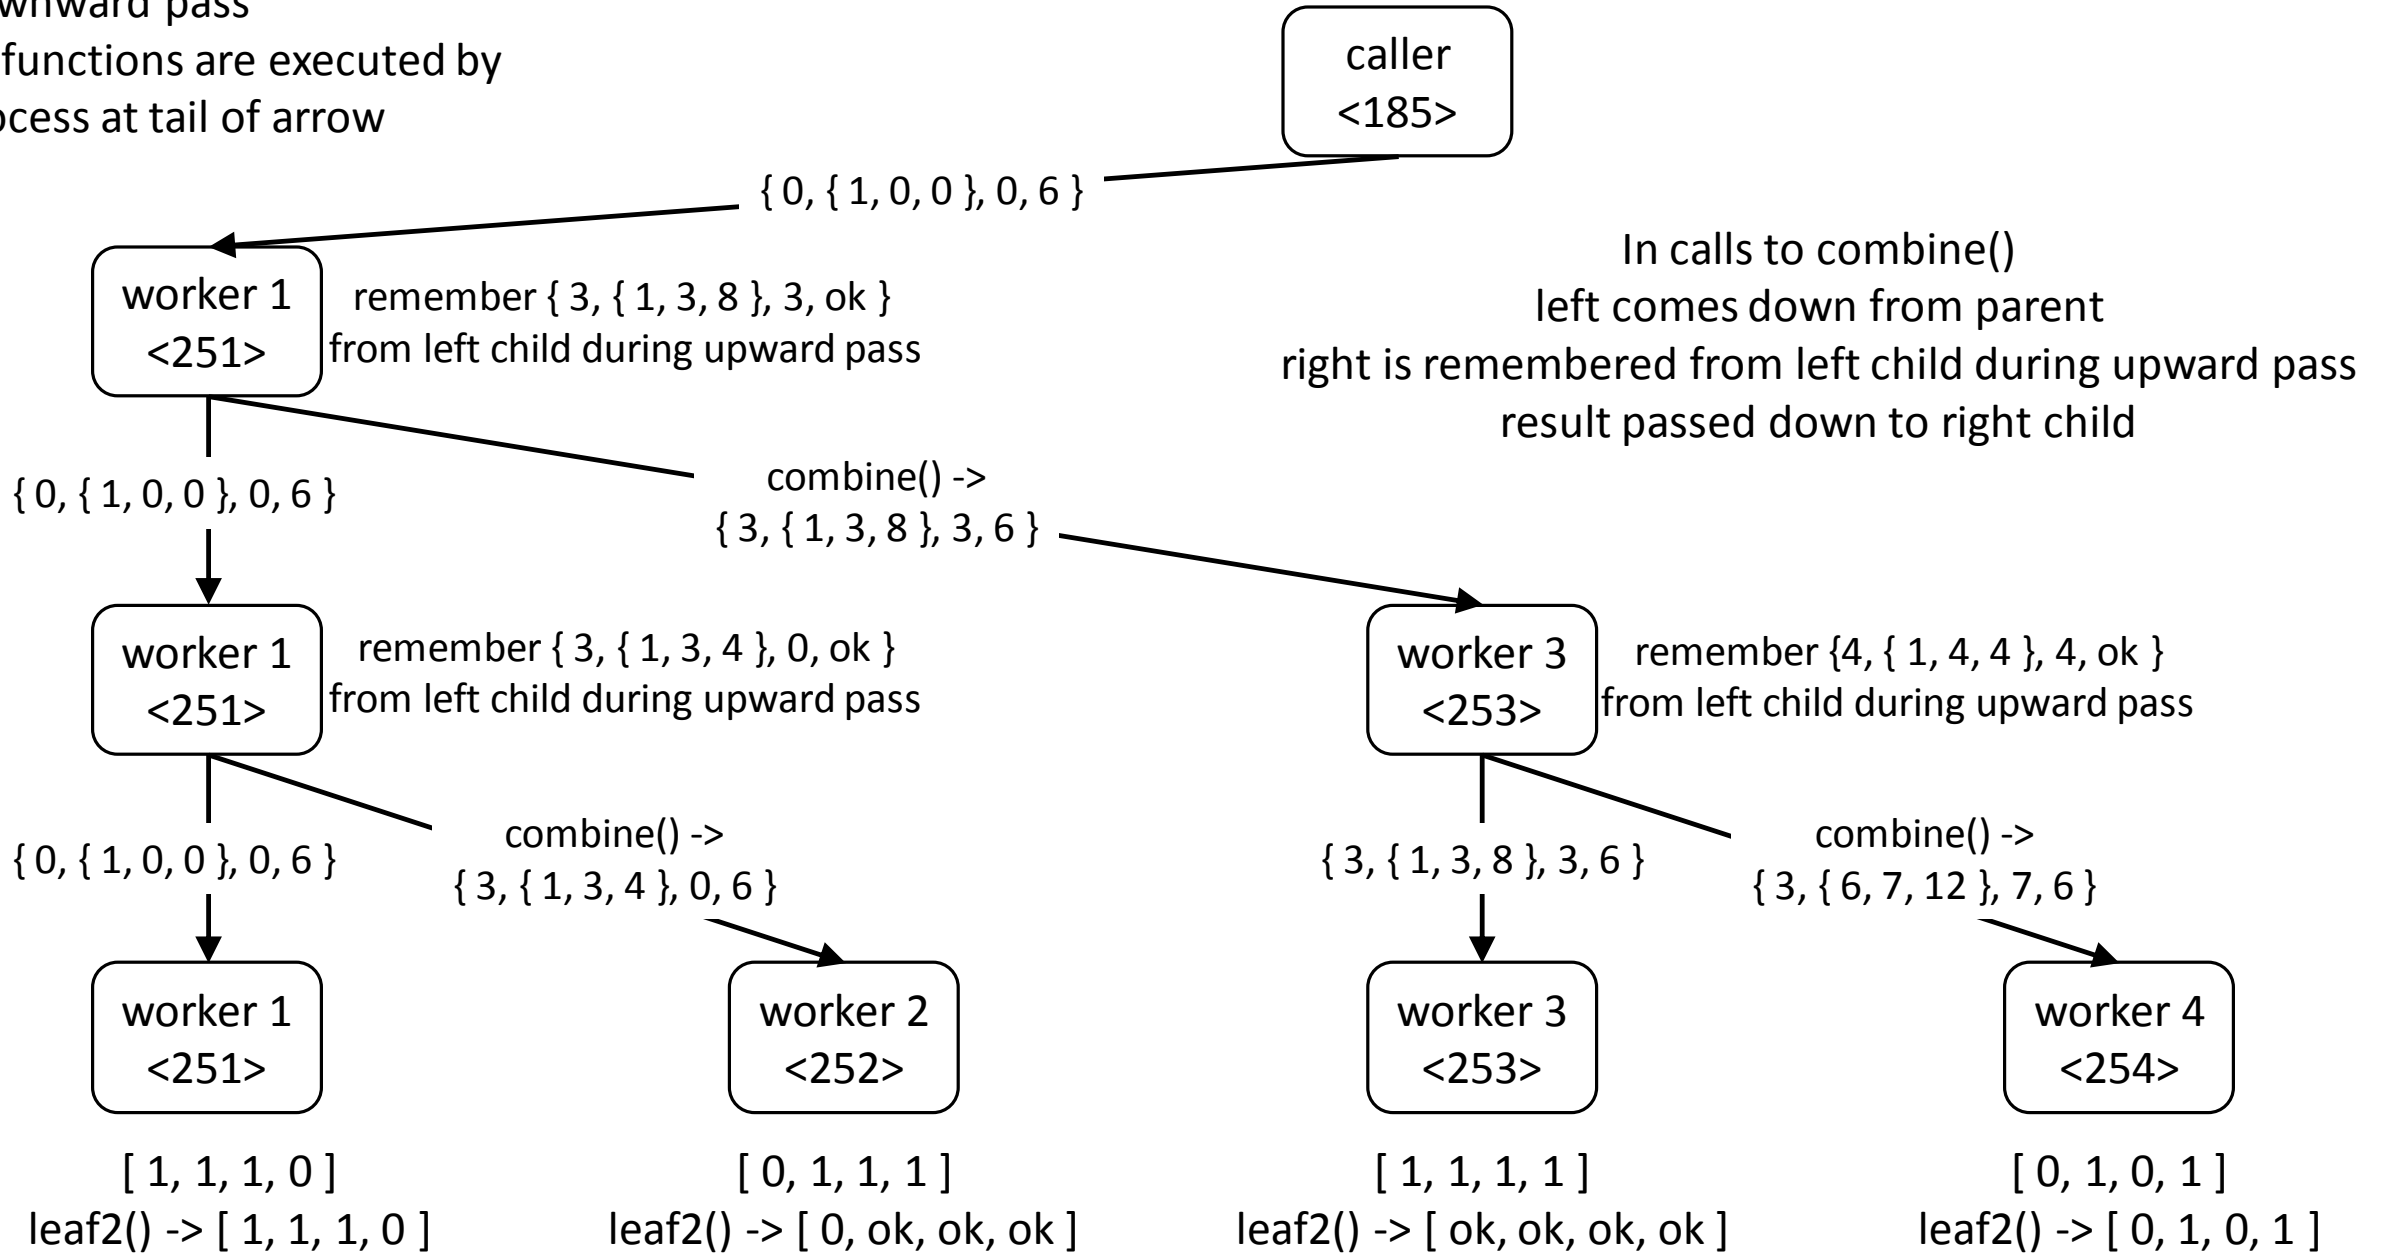 pass
functions are executed by
at tail of arrow
caller
<185>
{ 0, { 1, 0, 0 }, 0, 6 }
In calls to combine()
left comes down from parent
right is remembered from left child during upward pass
result passed down to right child
worker 1
<251>
remember { 3, { 1, 3, 8 }, 3, ok }
from left child during upward pass
{ 0, { 1, 0, 0 }, 0, 6 }
combine() ->
{ 3, { 1, 3, 8 }, 3, 6 }
worker 1
<251>
remember { 3, { 1, 3, 4 }, 0, ok }
from left child during upward pass
worker 3
<253>
remember {4, { 1, 4, 4 }, 4, ok }
from left child during upward pass
{ 0, { 1, 0, 0 }, 0, 6 }
combine() ->
{ 3, { 1, 3, 4 }, 0, 6 }
{ 3, { 1, 3, 8 }, 3, 6 }
combine() ->
{ 3, { 6, 7, 12 }, 7, 6 }
worker 1
<251>
worker 2
<252>
worker 3
<253>
worker 4
<254>
[ 1, 1, 1, 0 ]
leaf2() -> [ 1, 1, 1, 0 ]
[ 0, 1, 1, 1 ]
leaf2() -> [ 0, ok, ok, ok ]
[ 1, 1, 1, 1 ]
leaf2() -> [ ok, ok, ok, ok ]
[ 0, 1, 0, 1 ]
leaf2() -> [ 0, 1, 0, 1 ]